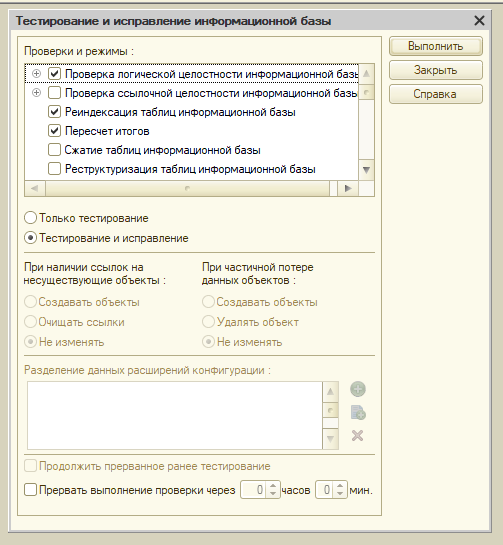 Тестирование и исправление информационной базы
Проверки и режимы :
Выполнить
Закрыть
Справка
Проверка логической целостности информационной базы
Проверка ссылочной целостности информационной базы
Реиндексация таблиц информационной базы
Пересчет итогов
Сжатие таблиц информационной базы
Реструктуризация таблиц информационной базы
Только тестирование
Тестирование и исправление
При наличии ссылок на
несуществующие объекты :
Создавать объекты
Очищать ссылки
Не изменять
При частичной потере
данных объектов :
Создавать объекты
Удалять объект
Не изменять
Разделение данных расширений конфигурации :
Продолжить прерванное ранее тестирование
Прервать выполнение проверки через 0 часов 0 мин.